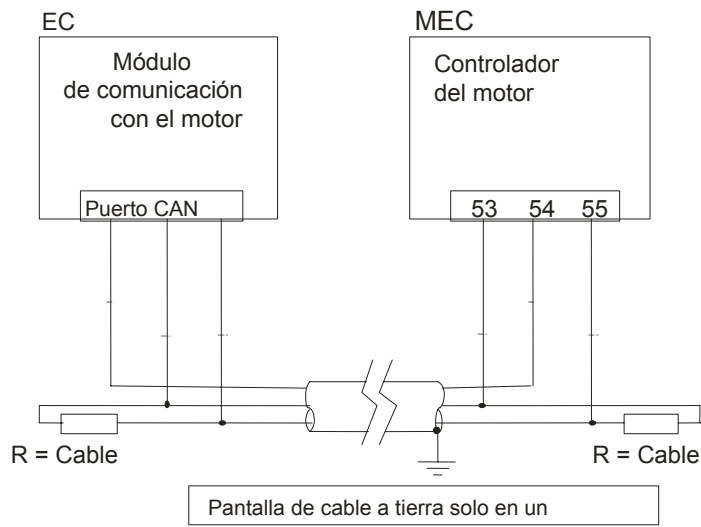 EC
MEC
Módulo
de comunicación
con el motor
Controlador
del motor
Puerto CAN
53 54 55
R = Cable
R = Cable
Pantalla de cable a tierra solo en un